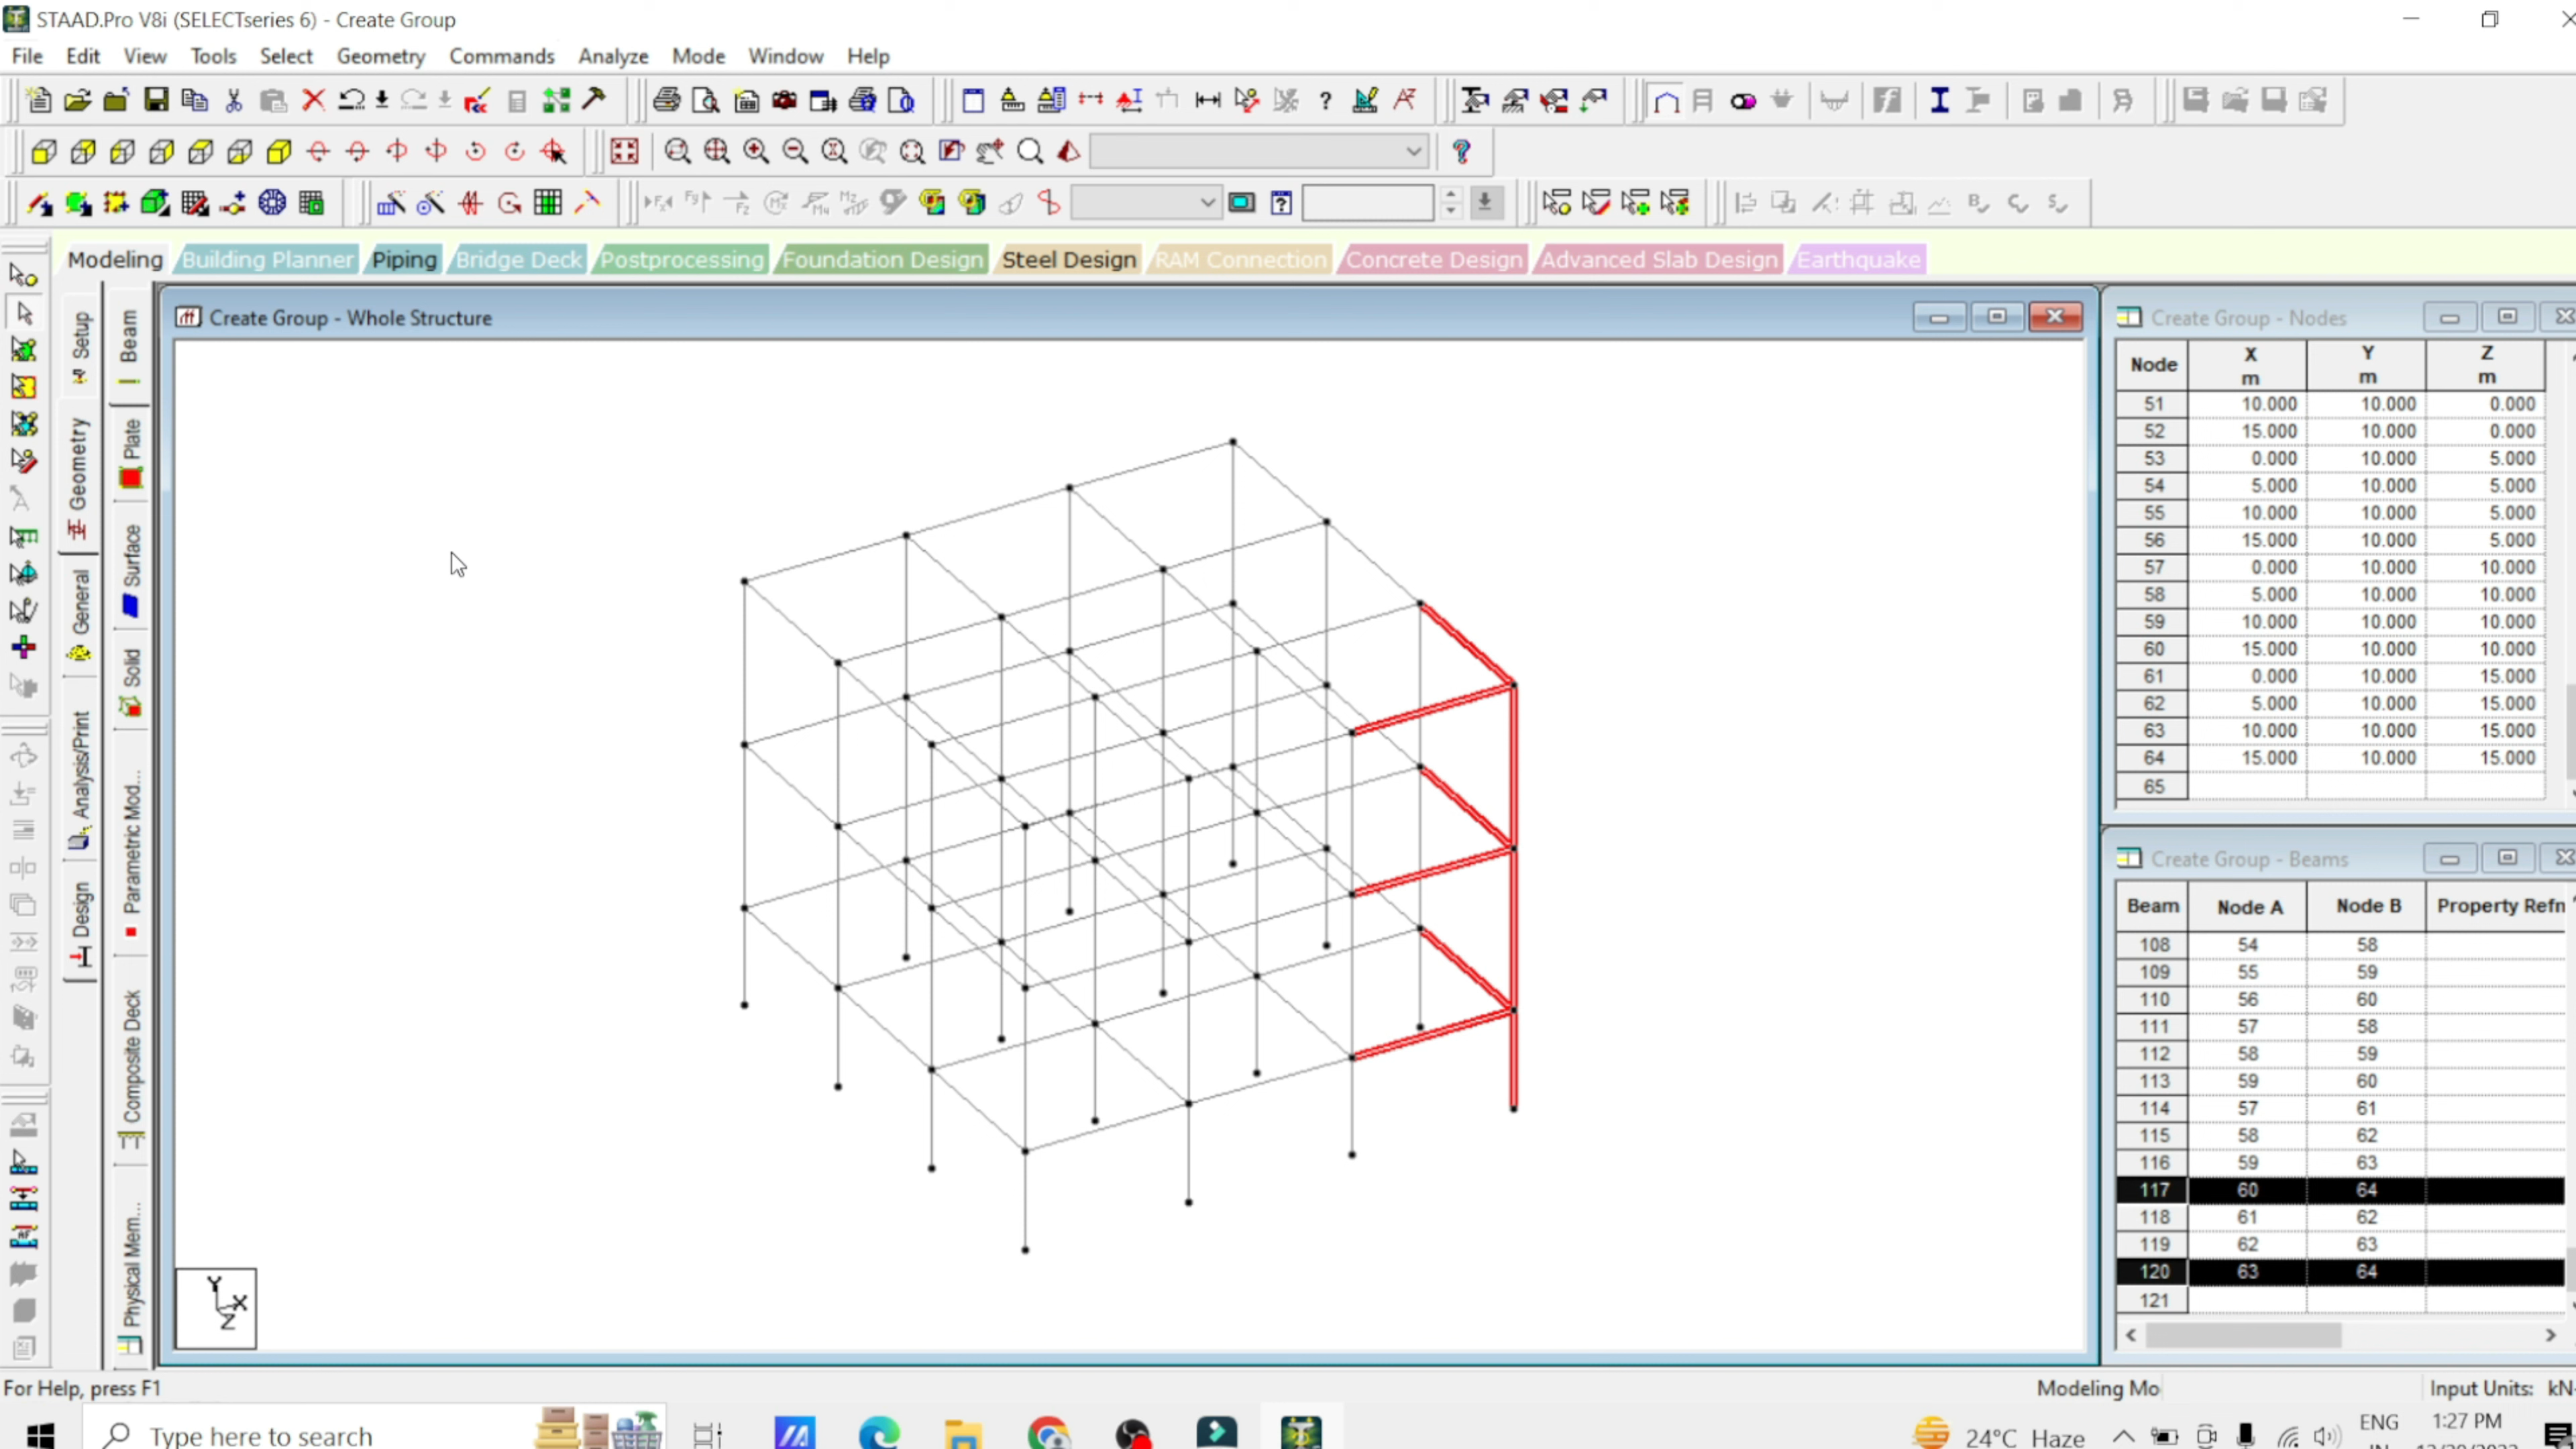 STAAD.Pro V8i (SELECTseries 6) - Create Group
File Edit View Tools Select Geometry Commands Analyze Mode Window Help
Modeling Building Planner Piping Bridge Deck Postprocessing Foundation Design Steel Design RAM Connection Concrete Design Advanced Slab Design Earthquake
Setup
Geometry
General
Analysis/Print
Design
Beam
Plate
Surface
Solid
Parametric Mod...
Composite Deck
Physical Mem...
Create Group - Whole Structure
Y
X
Z
Create Group - Nodes
Node X m Y m Z m
51 10.000 10.000 0.000
52 15.000 10.000 0.000
53 0.000 10.000 5.000
54 5.000 10.000 5.000
55 10.000 10.000 5.000
56 15.000 10.000 5.000
57 0.000 10.000 10.000
58 5.000 10.000 10.000
59 10.000 10.000 10.000
60 15.000 10.000 10.000
61 0.000 10.000 15.000
62 5.000 10.000 15.000
63 10.000 10.000 15.000
64 15.000 10.000 15.000
65
Create Group - Beams
Beam Node A Node B Property Refn
108 54 58
109 55 59
110 56 60
111 57 58
112 58 59
113 59 60
114 57 61
115 58 62
116 59 63
117 60 64
118 61 62
119 62 63
120 63 64
121
For Help, press F1
Modeling Mo
Input Units: kN-
Type here to search
24°C Haze
ENG
1:27 PM